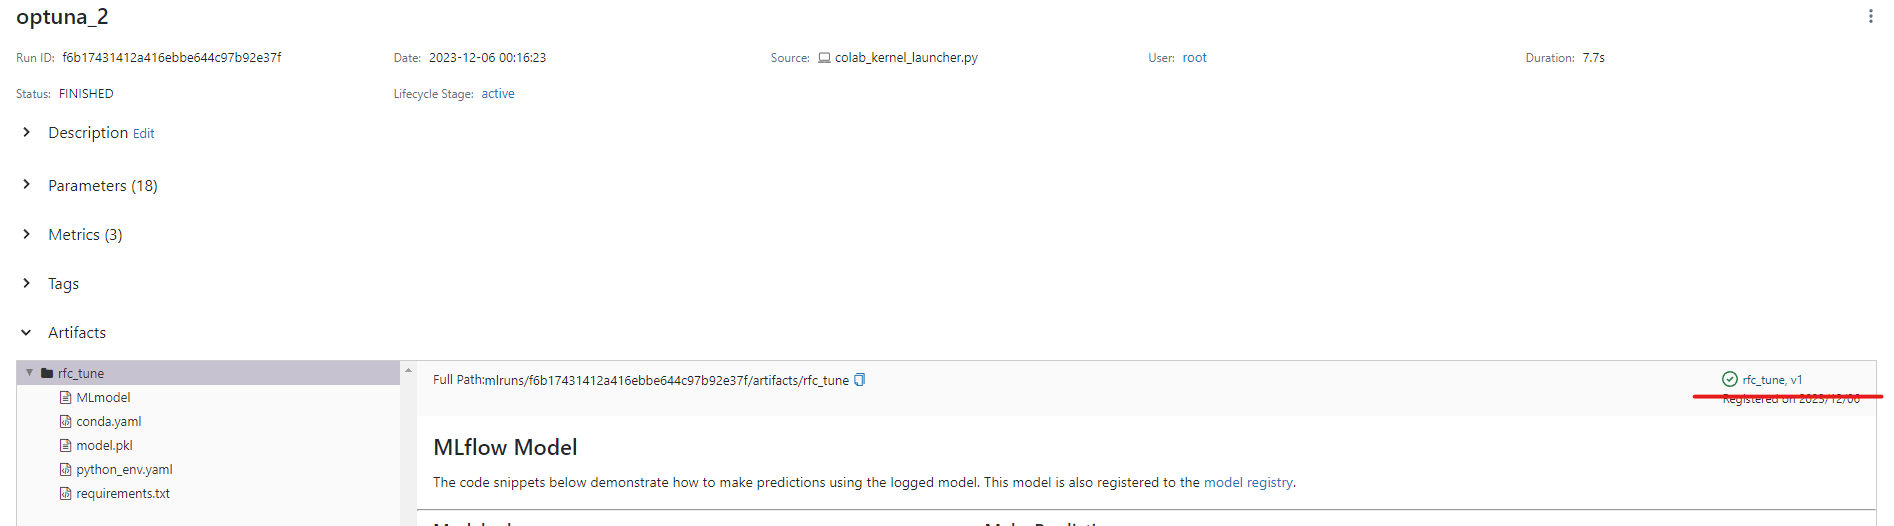 optuna_2
Run ID: f6b17431412a416ebbe644c97b92e37f Date: 2023-12-06 00:16:23 Source: colab_kernel_launcher.py User: root Duration: 7.7s
Status: FINISHED Lifecycle Stage: active
Description Edit
Parameters (18)
Metrics (3)
Tags
Artifacts
rfc_tune
MLmodel
conda.yaml
model.pkl
python_env.yaml
requirements.txt
Full Path:mlruns/f6b17431412a416ebbe644c97b92e37f/artifacts/rfc_tune
rfc_tune, v1
Registered on 2023/12/06
MLflow Model
The code snippets below demonstrate how to make predictions using the logged model. This model is also registered to the model registry.